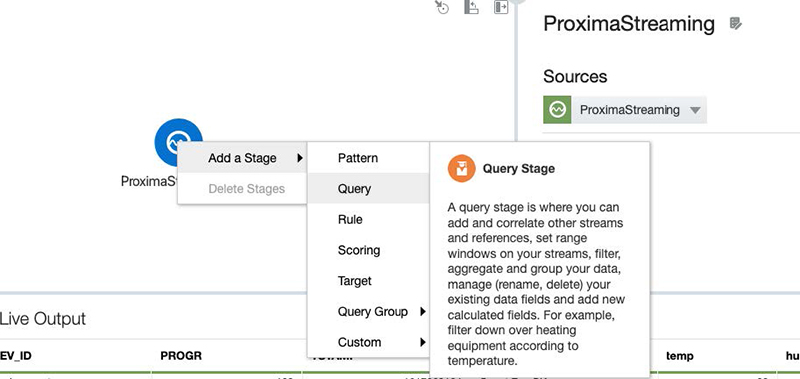 ProximaStreaming
Sources
ProximaStreaming
ProximaSt
Add a Stage
Delete Stages
Pattern
Query
Rule
Scoring
Target
Query Group
Custom
Query Stage
A query stage is where you can
add and correlate other streams
and references, set range
windows on your streams, filter,
aggregate and group your data,
manage (rename, delete) your
existing data fields and add new
calculated fields. For example,
filter down over heating
equipment according to
temperature.
Live Output
EV_ID PROGR temp hu